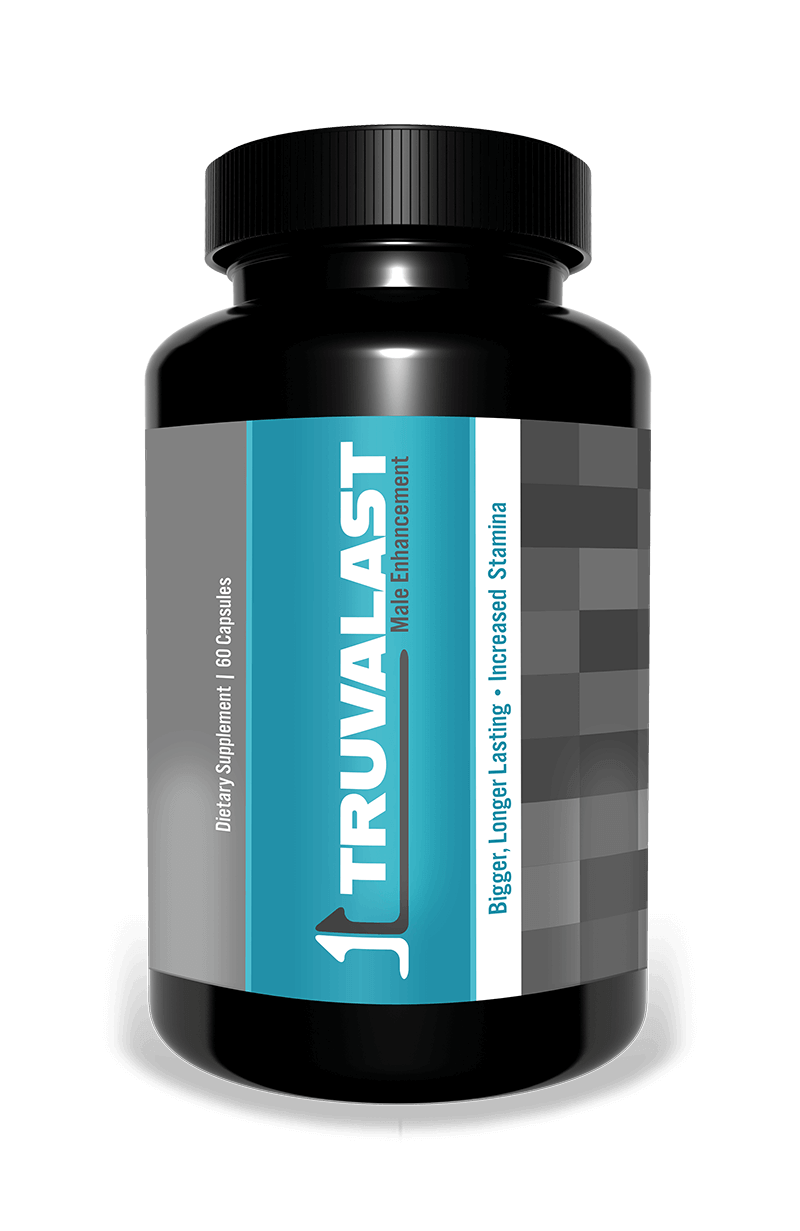 Dietary Supplement | 60 Capsules
TRUVALAST
Male Enhancement
Bigger, Longer Lasting • Increased Stamina